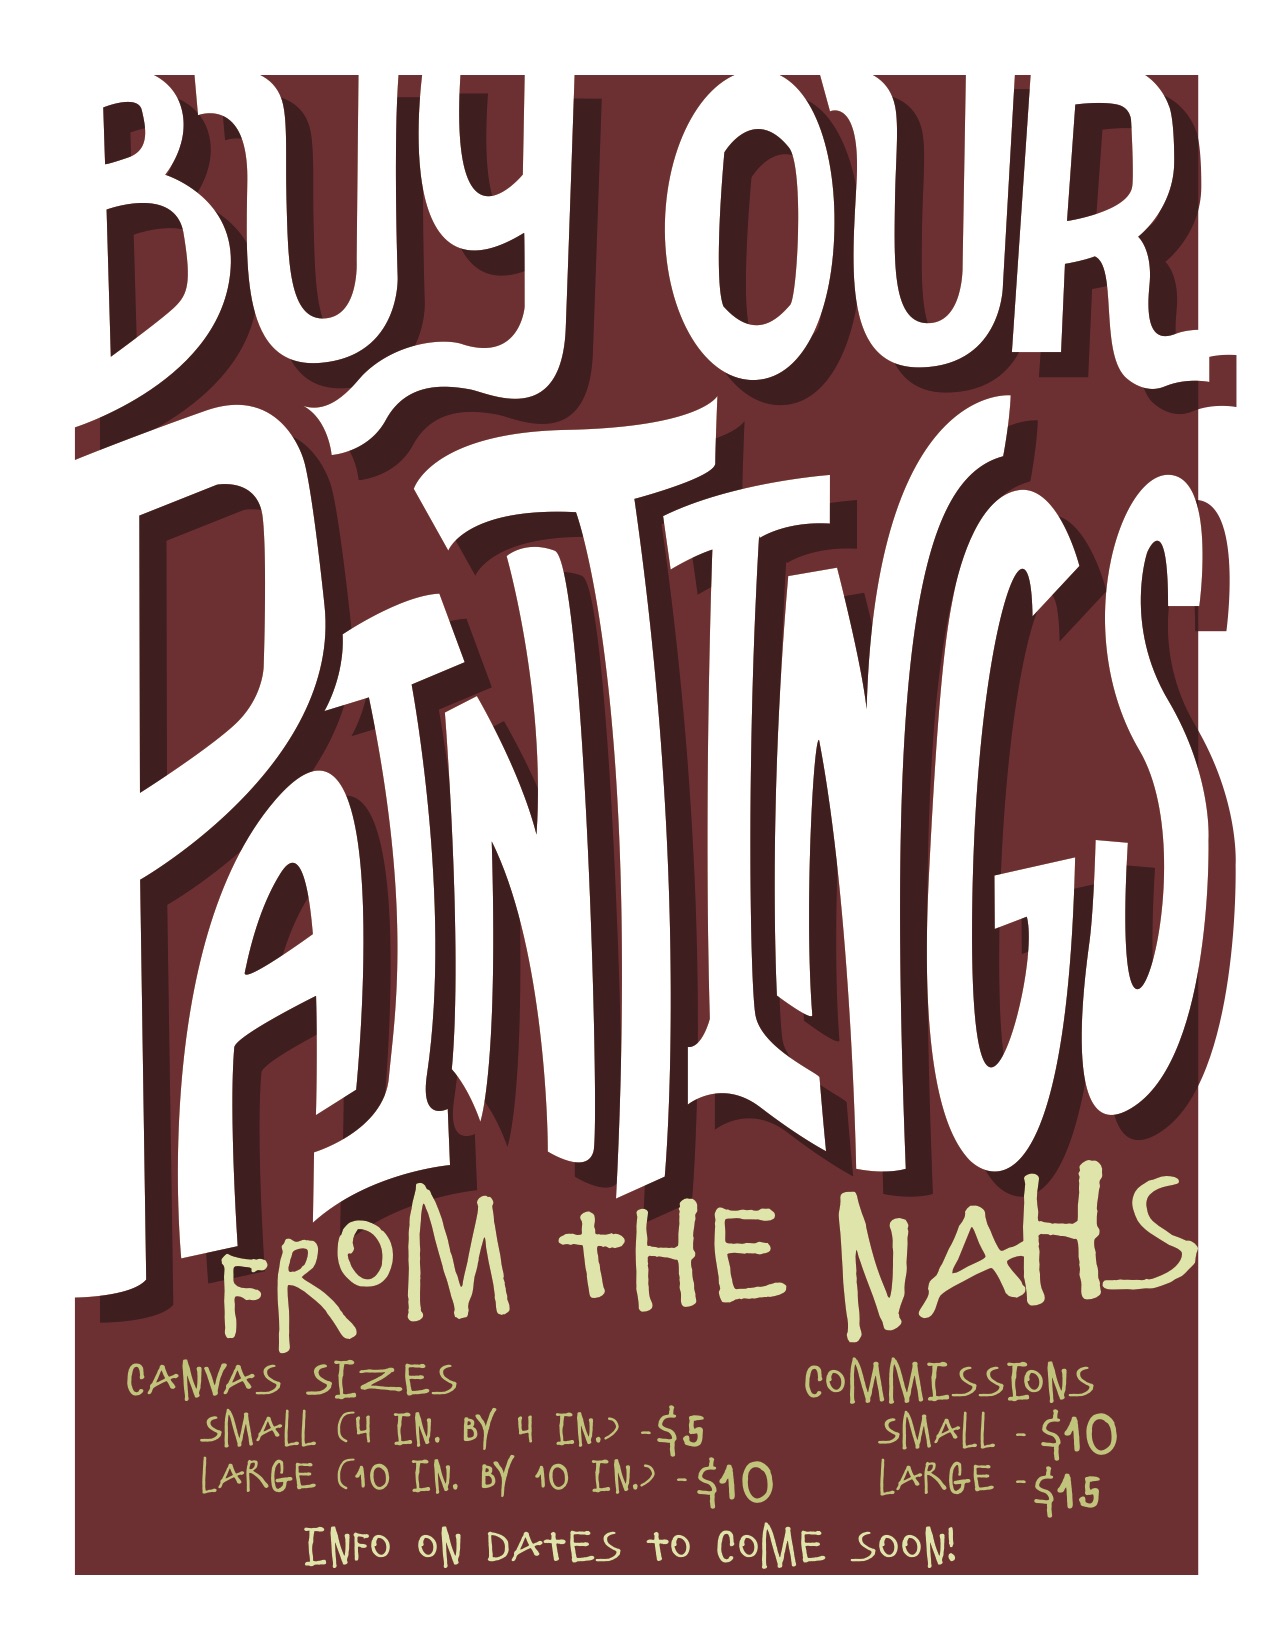 BUY OUR
PAINTINGS
FROM THE NAHS
CANVAS SIZES
SMALL (4 IN. BY 4 IN.) -$5
LARGE (10 IN. BY 10 IN.) -$10
COMMISSIONS
SMALL - $10
LARGE -$15
INFO ON DATES TO COME SOON!